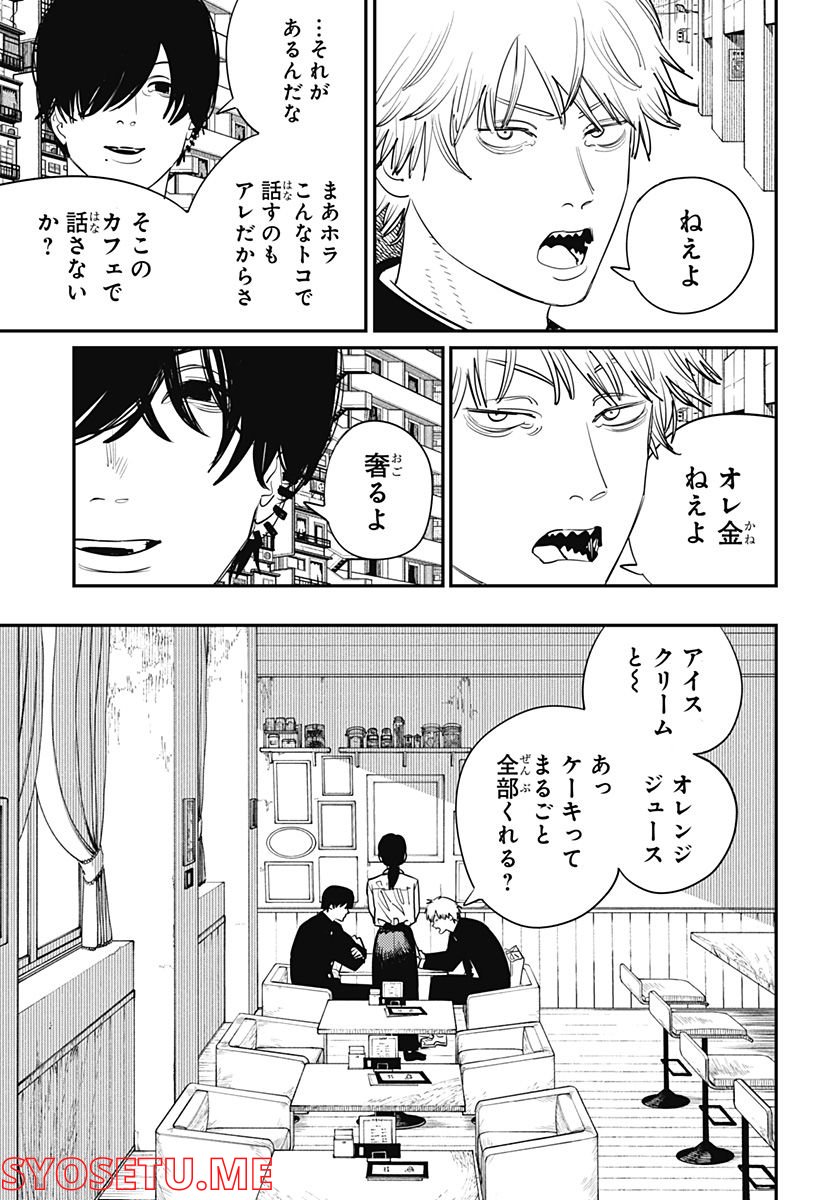 ねえよ
…それが
あるんだな
まあホラ
こんなトコで
話すのも
アレだからさ
そこの
カフェで
話さない
か？
オレ金
ねえよ
奢るよ
アイス
クリーム
と〜
オレンジ
ジュース
あっ
ケーキって
まるごと
全部くれる？
SYOSETU.ME